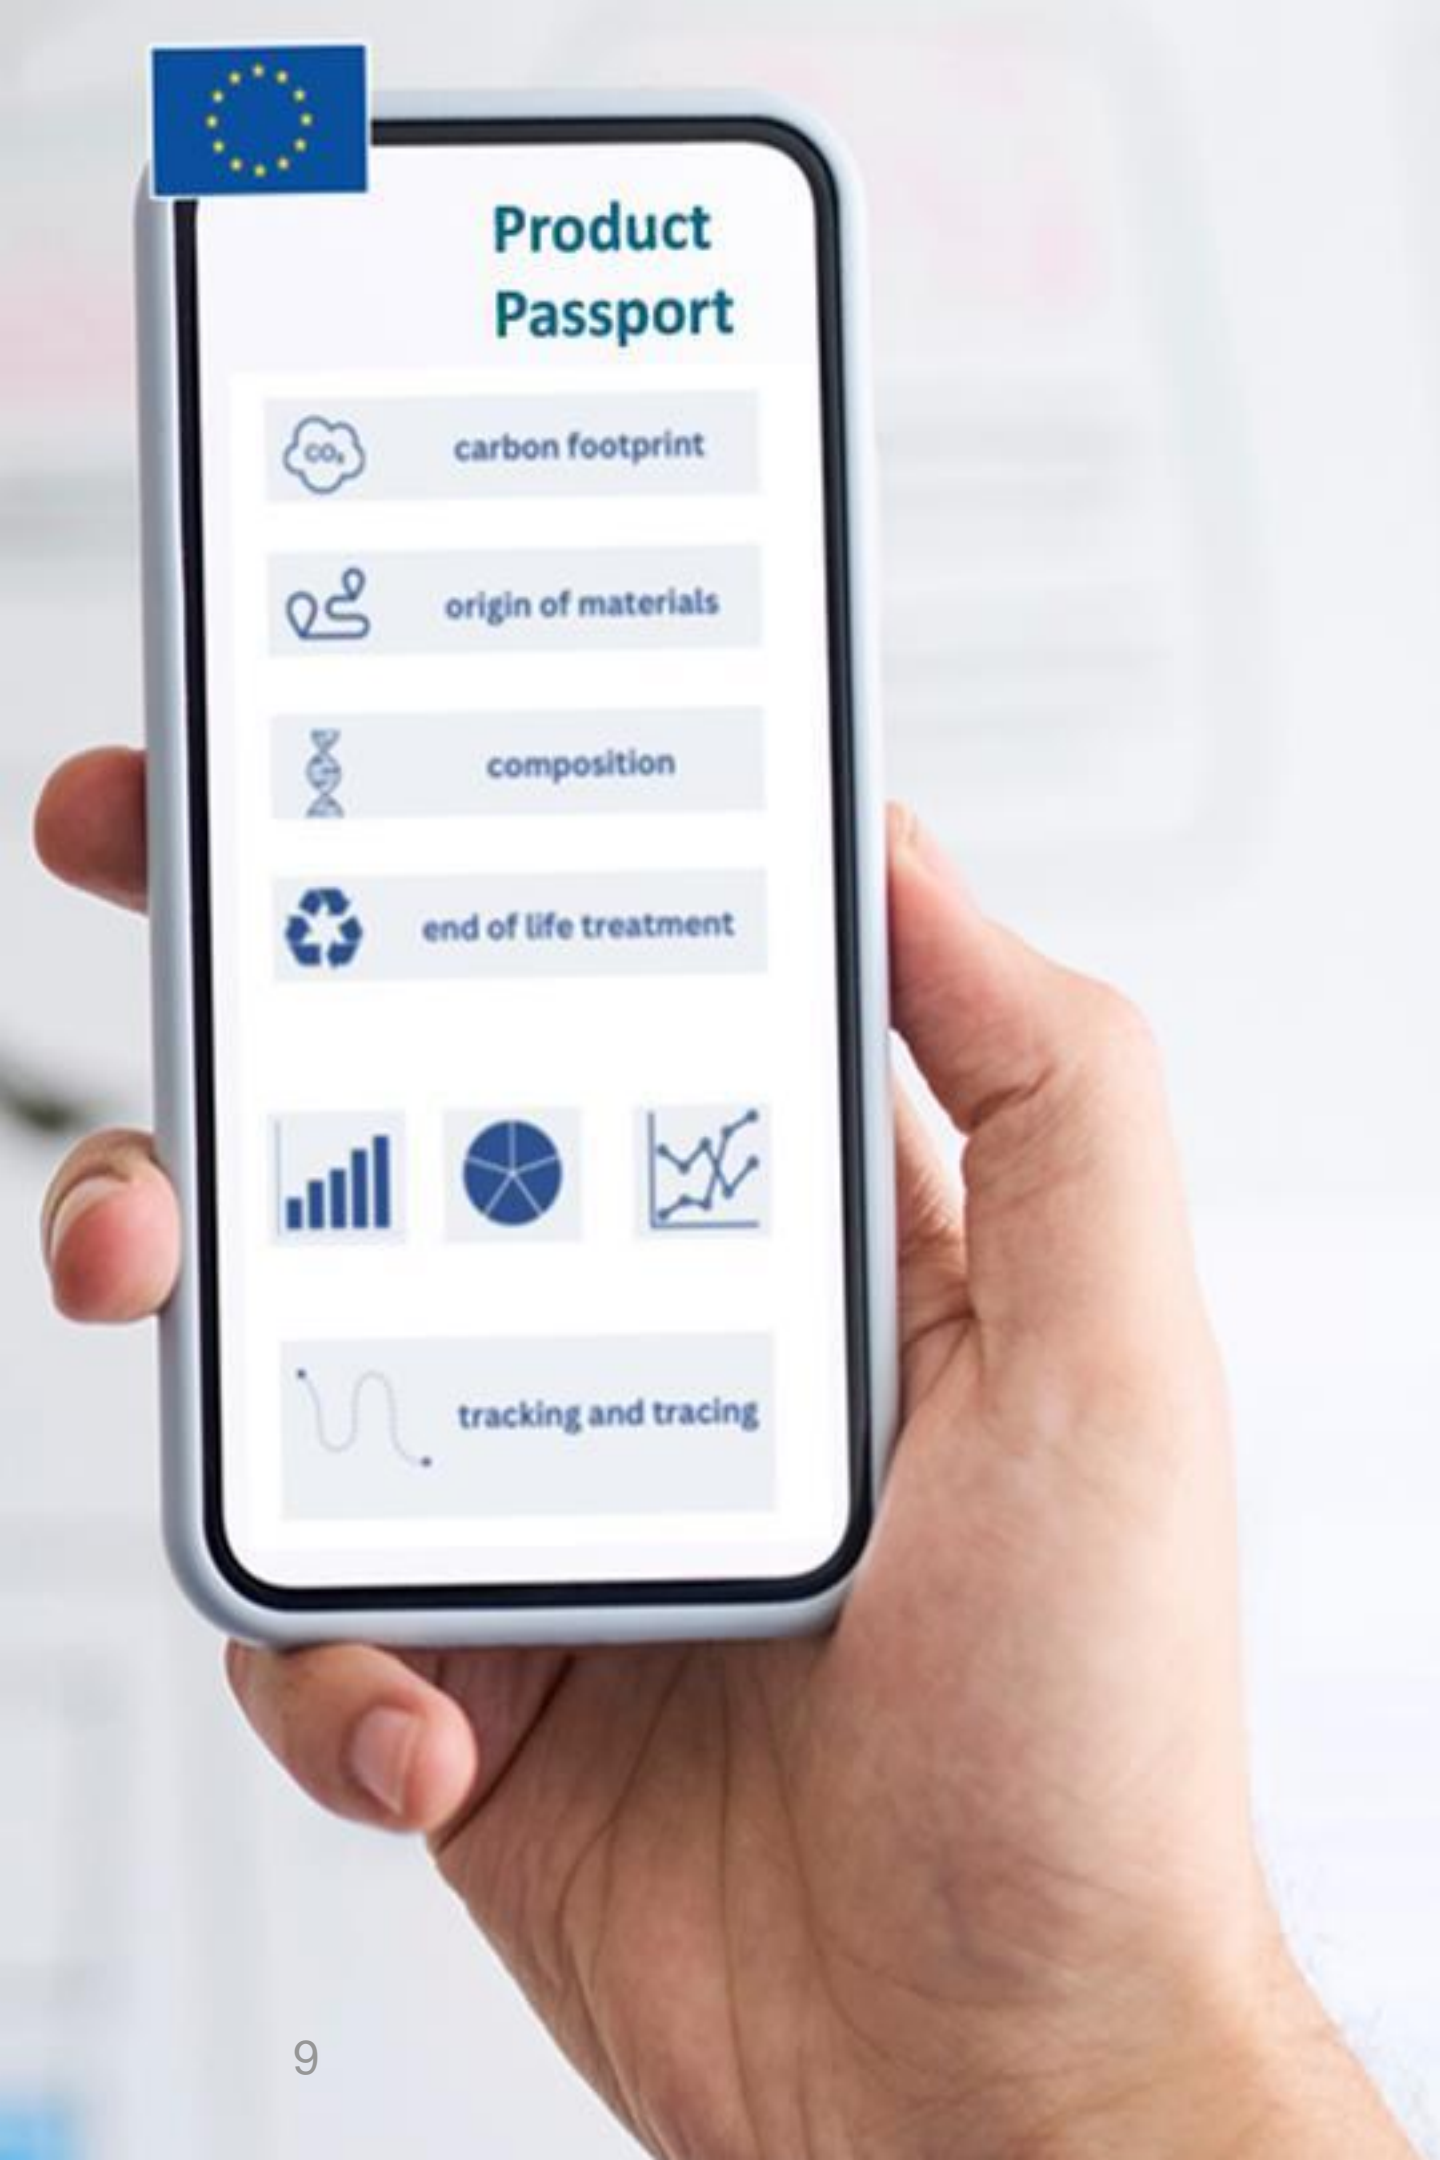 Product
Passport
CO₂
carbon footprint
origin of materials
composition
end of life treatment
tracking and tracing
9